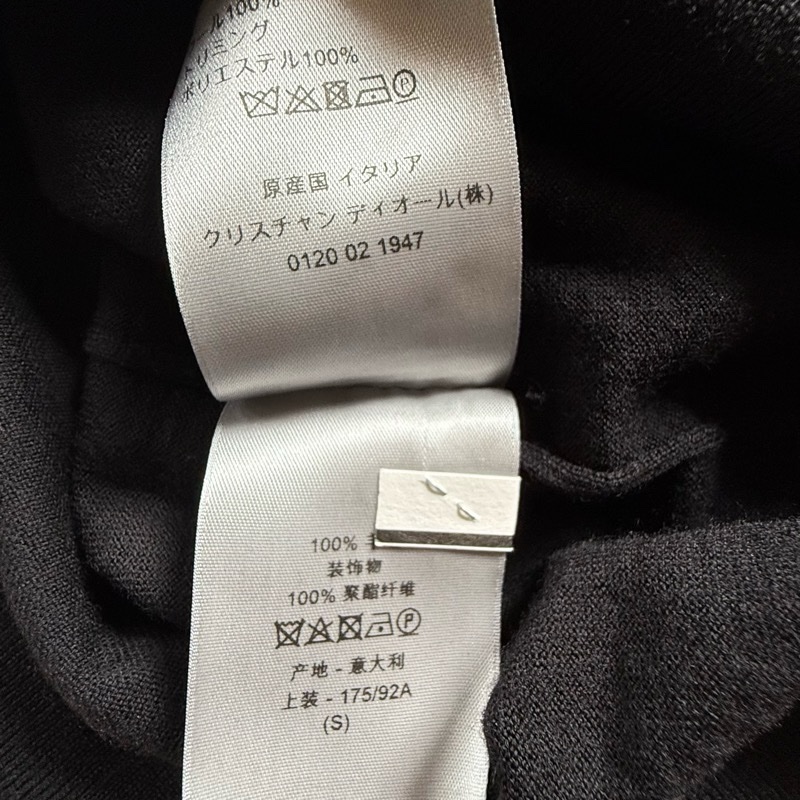 ール100%
トリミング
ポリエステル100%
原産国 イタリア
クリスチャン ディオール(株)
0120 02 1947
100%
装饰物
100% 聚酯纤维
产地 - 意大利
上装 - 175/92A
(S)